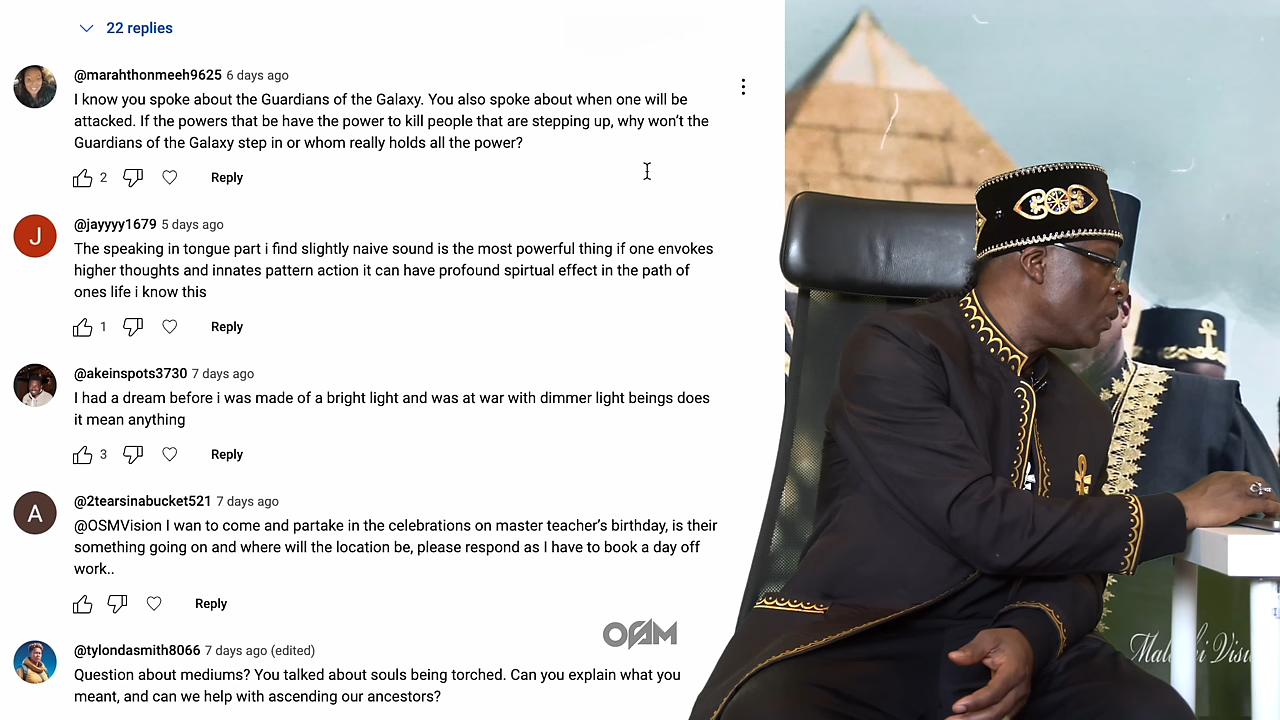 22 replies
@marahthonmeeh9625 6 days ago
I know you spoke about the Guardians of the Galaxy. You also spoke about when one will be
attacked. If the powers that be have the power to kill people that are stepping up, why won't the
Guardians of the Galaxy step in or whom really holds all the power?
2 Reply
J
@jayyyy1679 5 days ago
The speaking in tongue part i find slightly naive sound is the most powerful thing if one envokes
higher thoughts and innates pattern action it can have profound spirtual effect in the path of
ones life i know this
1 Reply
@akeinspots3730 7 days ago
I had a dream before i was made of a bright light and was at war with dimmer light beings does
it mean anything
3 Reply
A
@2tearsinabucket521 7 days ago
@OSMVision I wan to come and partake in the celebrations on master teacher's birthday, is their
something going on and where will the location be, please respond as I have to book a day off
work..
Reply
@tylondasmith8066 7 days ago (edited)
Question about mediums? You talked about souls being torched. Can you explain what you
meant, and can we help with ascending our ancestors?